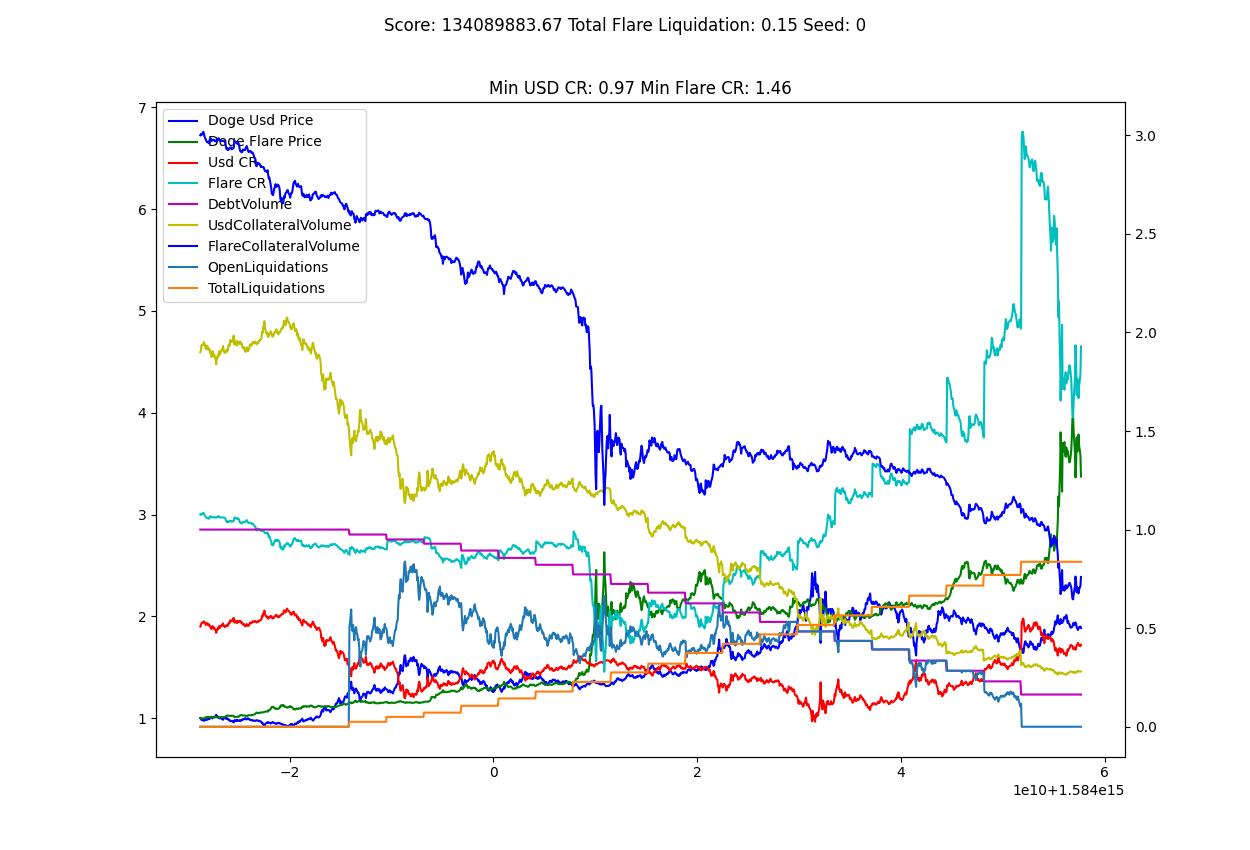 Score: 134089883.67 Total Flare Liquidation: 0.15 Seed: 0
Min USD CR: 0.97 Min Flare CR: 1.46
7
6
5
4
3
2
1
Doge Usd Price
Doge Flare Price
Usd CR
Flare CR
DebtVolume
UsdCollateralVolume
FlareCollateralVolume
OpenLiquidations
TotalLiquidations
3.0
2.5
2.0
1.5
1.0
0.5
0.0
−2 0 2 4 6
1e10+1.584e15